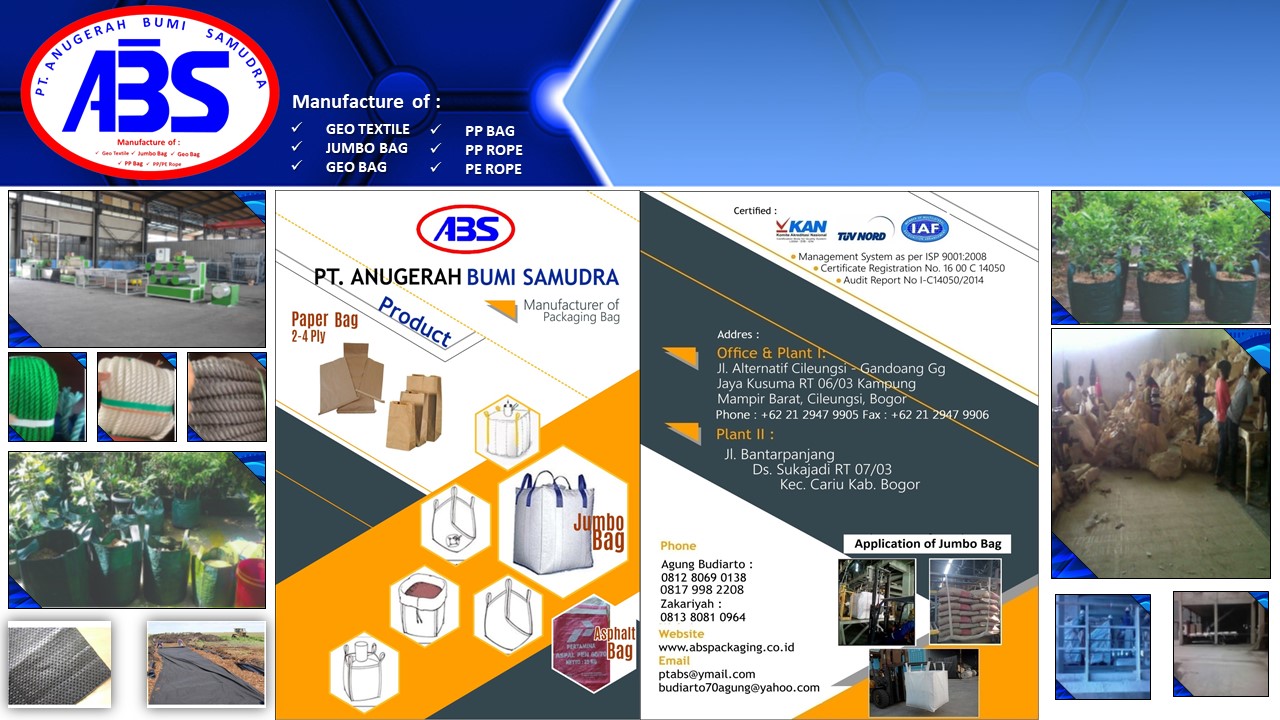 PT. ANUGERAH BUMI SAMUDRA
ABS
Manufacture of :
✓ Geo Textile ✓ Jumbo Bag ✓ Geo Bag
✓ PP Bag ✓ PP/PE Rope
Manufacture of :
✓ GEO TEXTILE ✓ PP BAG
✓ JUMBO BAG ✓ PP ROPE
✓ GEO BAG ✓ PE ROPE
ABS
PT. ANUGERAH BUMI SAMUDRA
Manufacturer of
Packaging Bag
Product
Paper Bag
2-4 Ply
Jumbo
Bag
Asphalt
Bag
PERTAMINA
Certified :
KAN
Komite Akreditasi Nasional
TÜV NORD
IAF
Management System as per ISP 9001:2008
Certificate Registration No. 16 00 C 14050
Audit Report No I-C14050/2014
Addres :
Office & Plant I:
Jl. Alternatif Cileungsi - Gandoang Gg
Jaya Kusuma RT 06/03 Kampung
Mampir Barat, Cileungsi, Bogor
Phone : +62 21 2947 9905 Fax : +62 21 2947 9906
Plant II :
Jl. Bantarpanjang
Ds. Sukajadi RT 07/03
Kec. Cariu Kab. Bogor
Phone
Agung Budiarto :
0812 8069 0138
0817 998 2208
Zakariyah :
0813 8081 0964
Website
www.abspackaging.co.id
Email
ptabs@ymail.com
budiarto70agung@yahoo.com
Application of Jumbo Bag